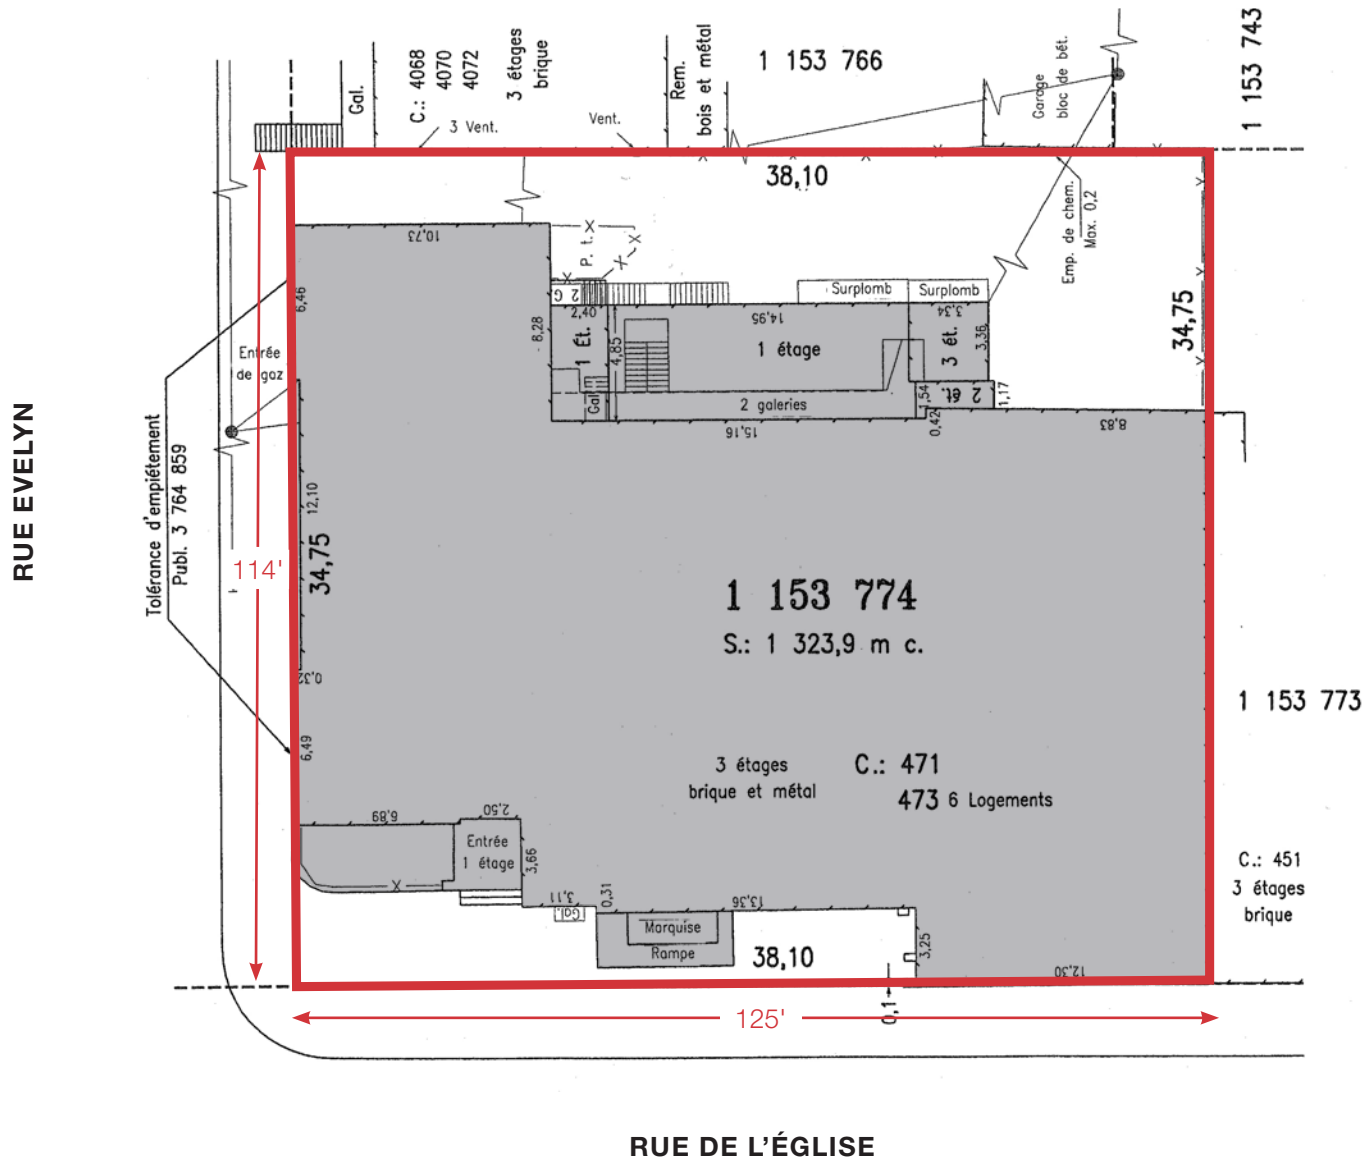 Gal.
C.: 4068
4070
4072
3 étages
brique
3 Vent.
Vent.
Rem.
bois et métal
1 153 766
Garage
bloc de bét.
1 153 743
38,10
Emp. de chem.
Max. 0,2
34,75
10,73
P. t.
6,46
2 G
2,40
8,28
1 Ét.
4,85
14,95
1 étage
Surplomb
Surplomb
3,34
3 ét.
3,36
Entrée
de gaz
Gal
2 galeries
1,54
2 ét.
1,17
0,42
15,16
8,83
RUE EVELYN
Tolérance d'empiétement
Publ. 3 764 859
12,10
34,75
114'
1 153 774
S.: 1 323,9 m c.
0,32
6,49
1 153 773
3 étages
brique et métal
C.: 471
473 6 Logements
6,89
2,50
Entrée
1 étage
3,66
C.: 451
3 étages
brique
3,11
Gal.
0,31
13,36
Marquise
Rampe
38,10
3,25
12,30
0,1
125'
RUE DE L'ÉGLISE